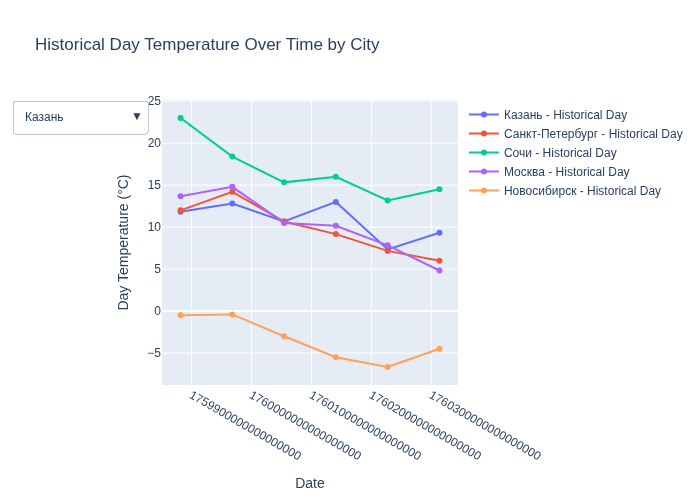 Historical Day Temperature Over Time by City
Казань ▼
25
20
15
10
5
0
−5
Day Temperature (°C)
1759900000000000000
1760000000000000000
1760100000000000000
1760200000000000000
1760300000000000000
Date
Казань - Historical Day
Санкт-Петербург - Historical Day
Сочи - Historical Day
Москва - Historical Day
Новосибирск - Historical Day